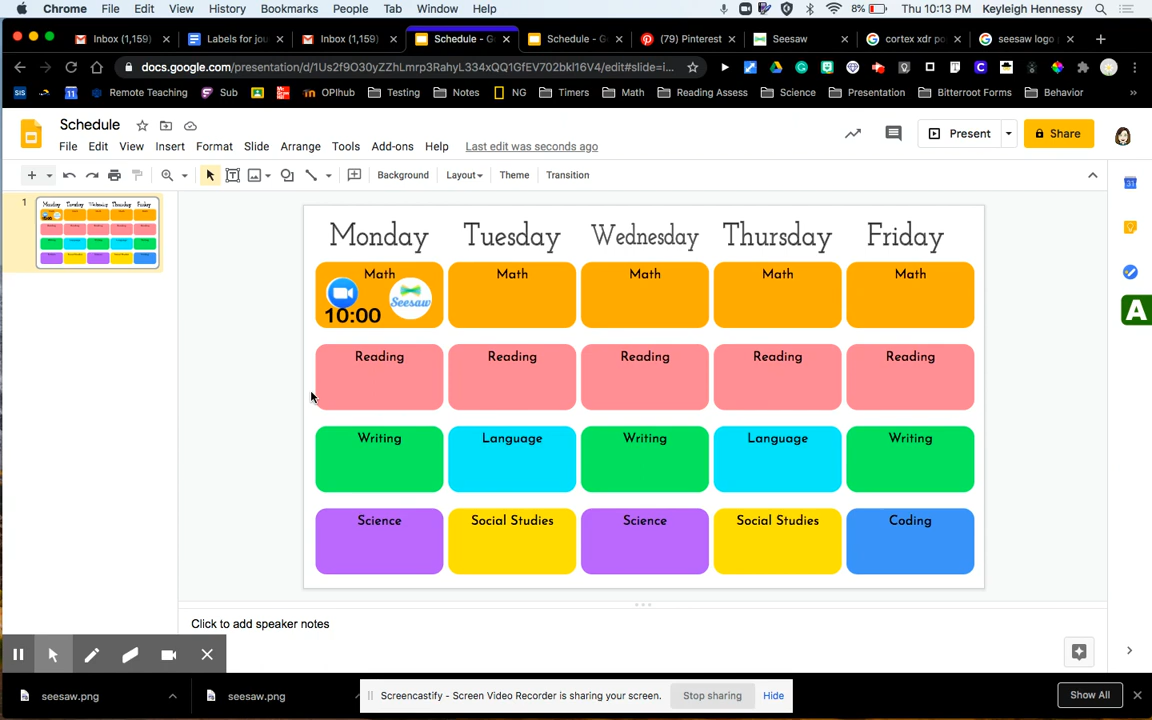 Chrome File Edit View History Bookmarks People Tab Window Help 8% Thu 10:13 PM Keyleigh Hennessy
Inbox (1,159) Labels for jou Inbox (1,159) Schedule - G Schedule - G (79) Pinterest Seesaw cortex xdr po seesaw logo
docs.google.com/presentation/d/1Us2f9O30yZZhLmrp3RahyL334xQQ1GfEV702bkl16V4/edit#slide=i...
SIS 31 Remote Teaching Sub OPIhub Testing Notes NG Timers Math Reading Assess Science Presentation Bitterroot Forms Behavior »
Schedule
Present Share
File Edit View Insert Format Slide Arrange Tools Add-ons Help Last edit was seconds ago
Background Layout Theme Transition
1
Monday Tuesday Wednesday Thursday Friday
Math Math Math Math Math
Seesaw
10:00
Reading Reading Reading Reading Reading
Writing Language Writing Language Writing
Science Social Studies Science Social Studies Coding
Click to add speaker notes
seesaw.png seesaw.png Screencastify - Screen Video Recorder is sharing your screen. Stop sharing Hide Show All